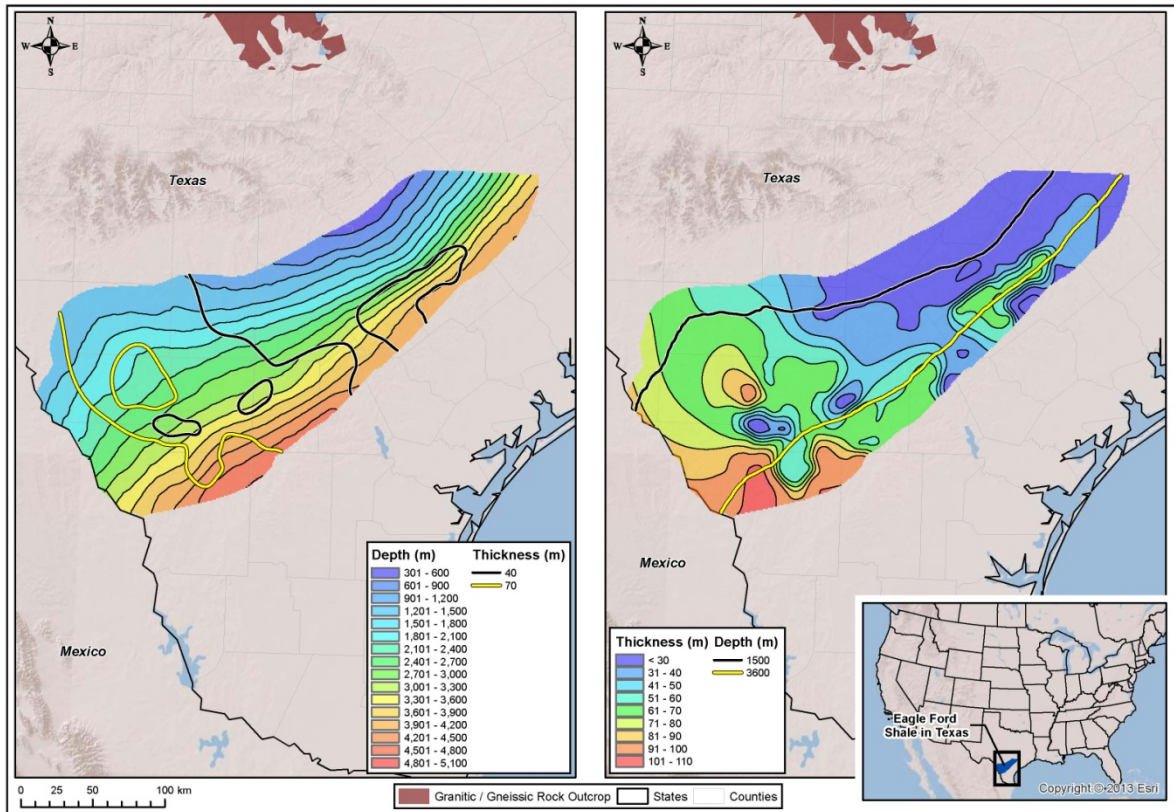 N
W E
S
Texas
Mexico
Depth (m)
301 - 600
601 - 900
901 - 1,200
1,201 - 1,500
1,501 - 1,800
1,801 - 2,100
2,101 - 2,400
2,401 - 2,700
2,701 - 3,000
3,001 - 3,300
3,301 - 3,600
3,601 - 3,900
3,901 - 4,200
4,201 - 4,500
4,501 - 4,800
4,801 - 5,100
Thickness (m)
40
70
0 20 40 60 80 100 km
N
W E
S
Texas
Mexico
Thickness (m)
< 30
31 - 40
41 - 50
51 - 60
61 - 70
71 - 80
81 - 90
91 - 100
101 - 110
Depth (m)
1500
3600
Eagle Ford
Shale in Texas
Copyright:© 2013 Esri
Granitic / Gneissic Rock Outcrop States Counties